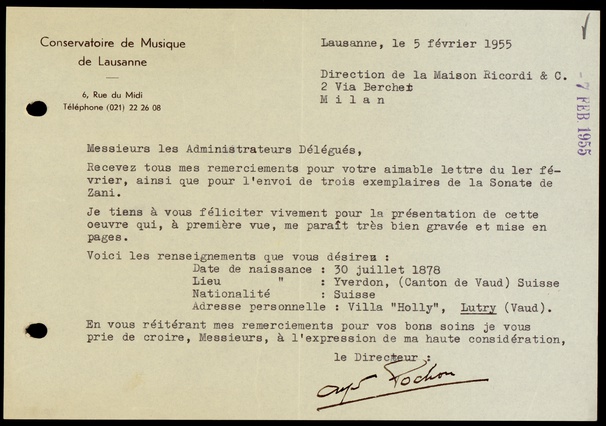 Conservatoire de Musique
de Lausanne
6, Rue du Midi
Téléphone (021) 22 26 08
Lausanne, le 5 février 1955
Direction de la Maison Ricordi & C.
2 Via Berchet
Milan
- 7 FEB 1955
Messieurs les Administrateurs Délégués,
Recevez tous mes remerciements pour votre aimable lettre du 1er fé-
vrier, ainsi que pour l'envoi de trois exemplaires de la Sonate de
Zani.
Je tiens à vous féliciter vivement pour la présentation de cette
oeuvre qui, à première vue, me paraît très bien gravée et mise en
pages.
Voici les renseignements que vous désirez :
Date de naissance : 30 juillet 1878
Lieu " : Yverdon, (Canton de Vaud) Suisse
Nationalité : Suisse
Adresse personnelle : Villa "Holly", Lutry (Vaud).
En vous réitérant mes remerciements pour vos bons soins je vous
prie de croire, Messieurs, à l'expression de ma haute considération,
le Directeur :
Pochon